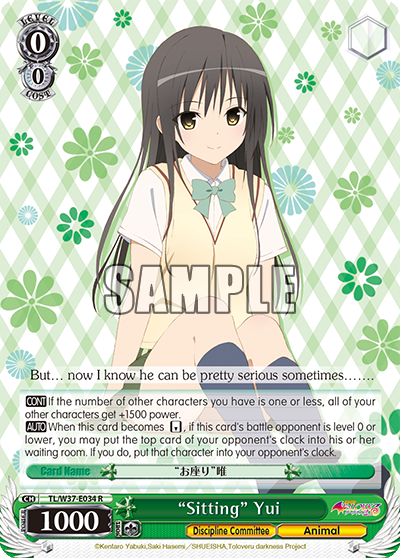 LEVEL
0
0
COST
SAMPLE
But… now I know he can be pretty serious sometimes…….
CONT If the number of other characters you have is one or less, all of your
other characters get +1500 power.
AUTO When this card becomes [ ], if this card's battle opponent is level 0 or
lower, you may put the top card of your opponent's clock into his or her
waiting room. If you do, put that character into your opponent's clock.
Card Name
“お座り”唯
CH
TL/W37-E034 R
1000
“Sitting” Yui
Discipline Committee
Animal
©Kentaro Yabuki,Saki Hasemi／SHUEISHA,Toloveru darkness Project